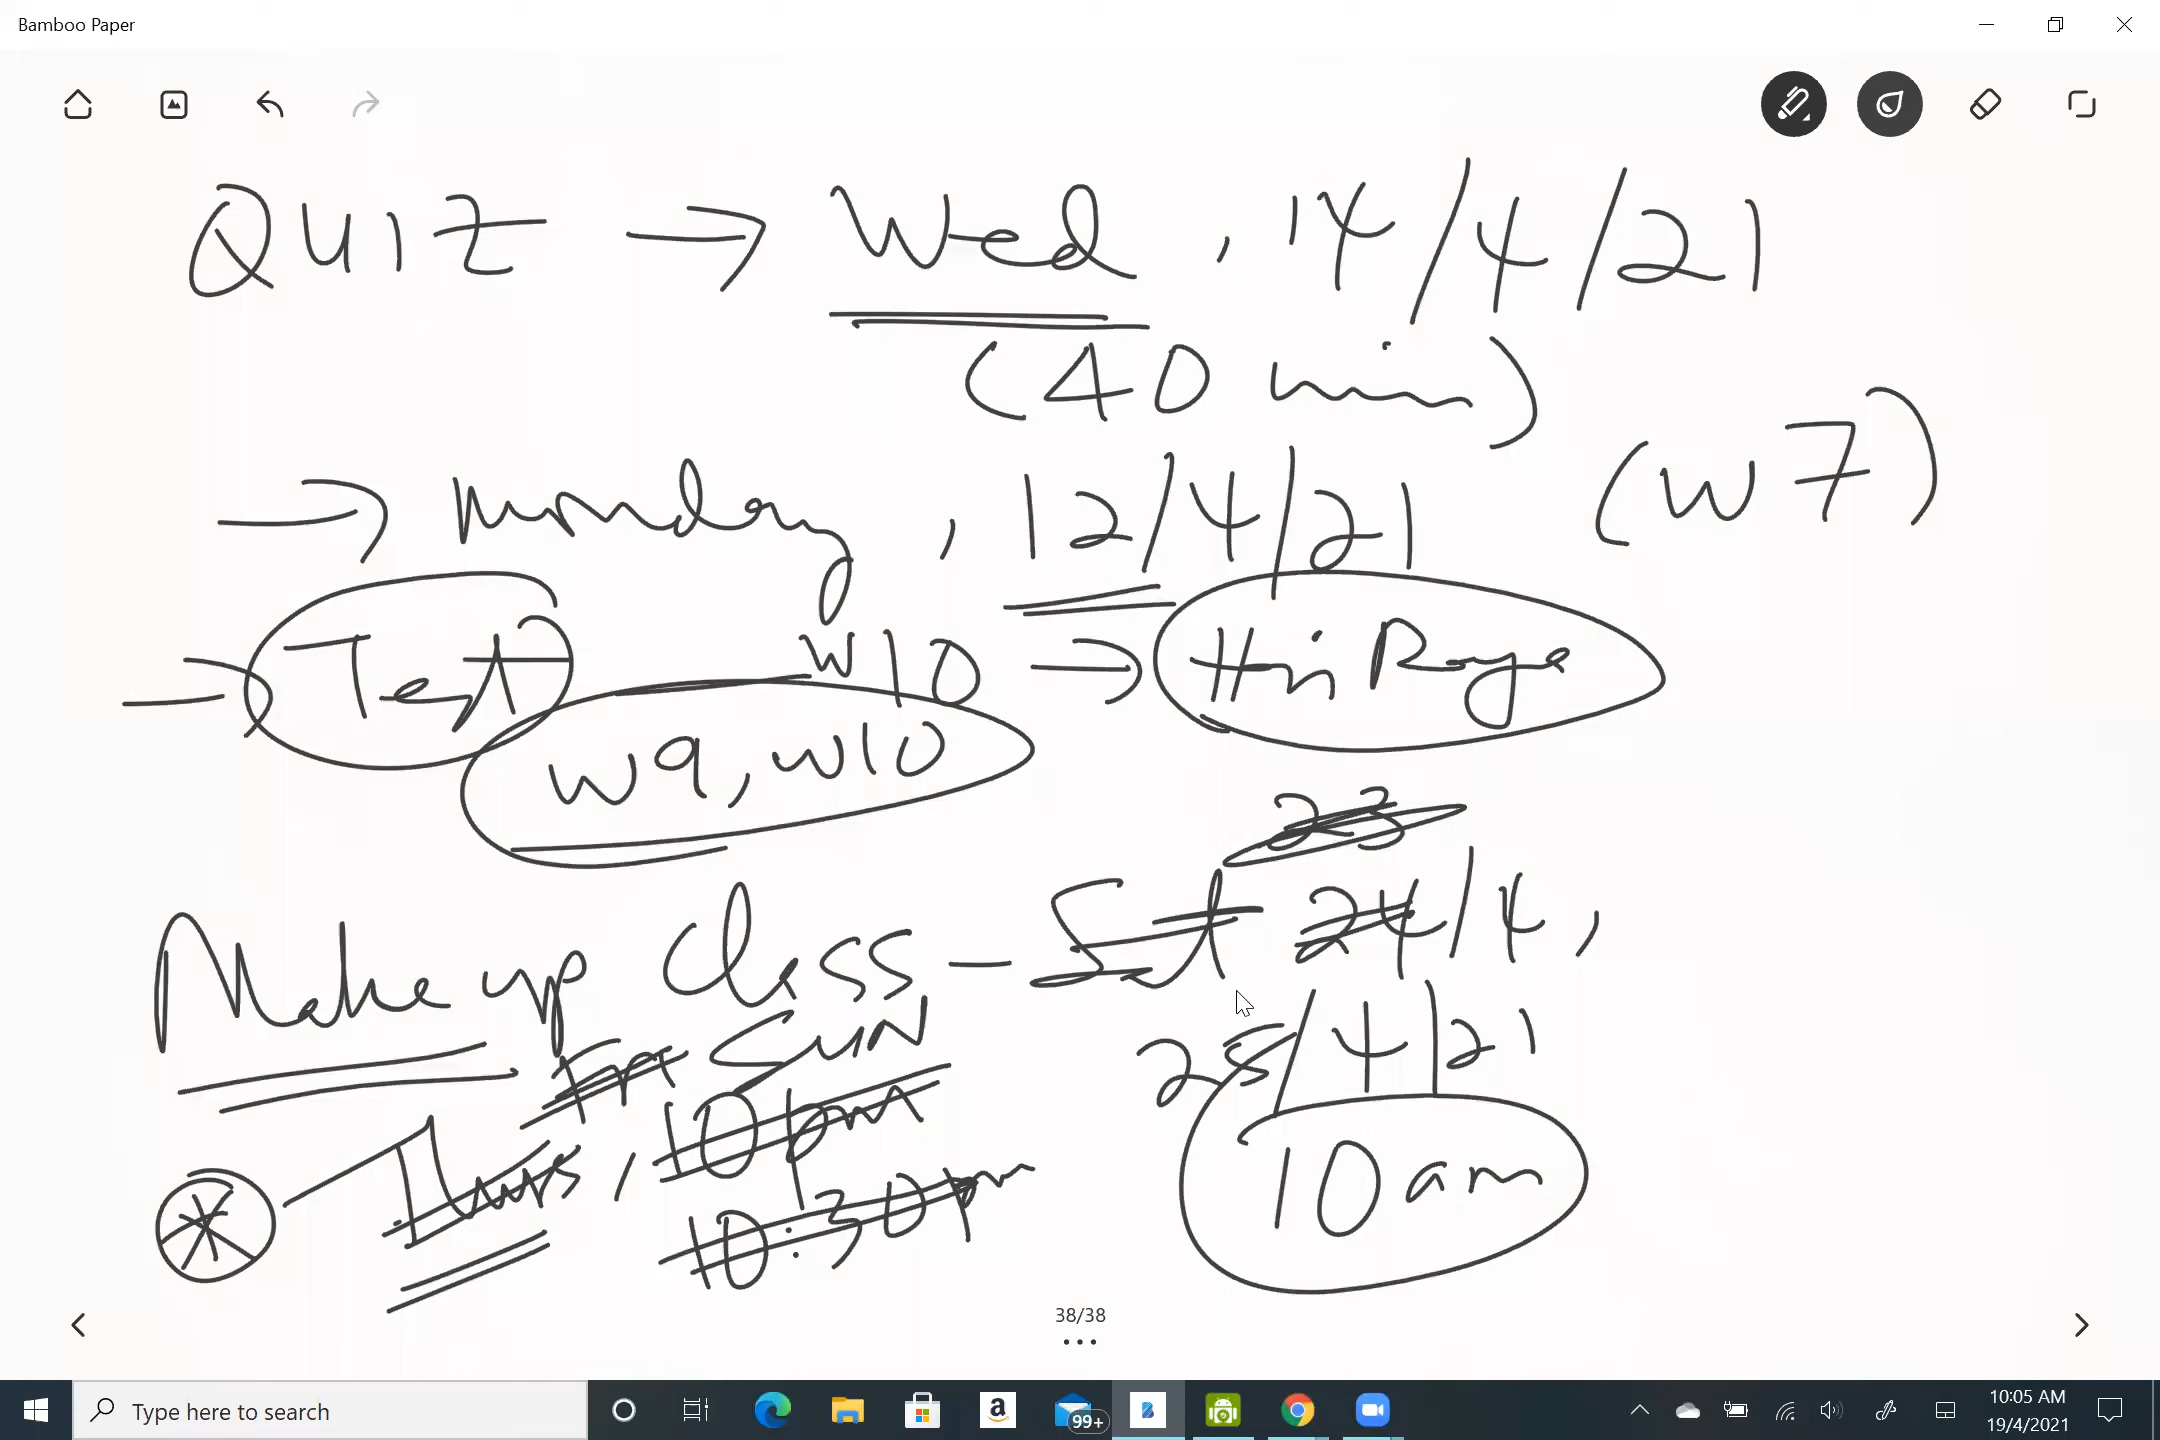 Bamboo Paper
QUIZ → Wed, 14/4/21
(40 min)
→ Monday, 12/4/21 (W7)
→ Test W10 → Hari Raya
W9, W10
23
Make up Class - Sat 24/4,
Fri SUN 25/4/21
* Thurs, 10pm 10am
10:30pm
38/38
Type here to search
99+
10:05 AM
19/4/2021